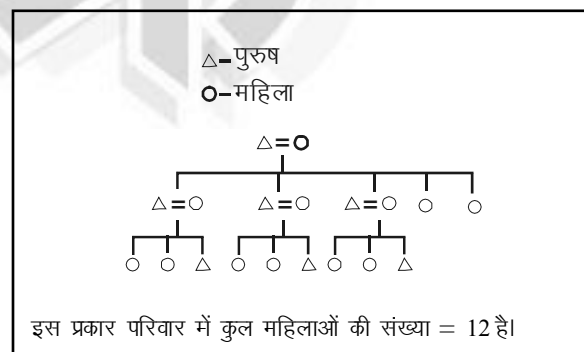 △–पुरुष
○–महिला
△=○
△=○ △=○ △=○ ○ ○
○ ○ △ ○ ○ △ ○ ○ △
इस प्रकार परिवार में कुल महिलाओं की संख्या = 12 है।